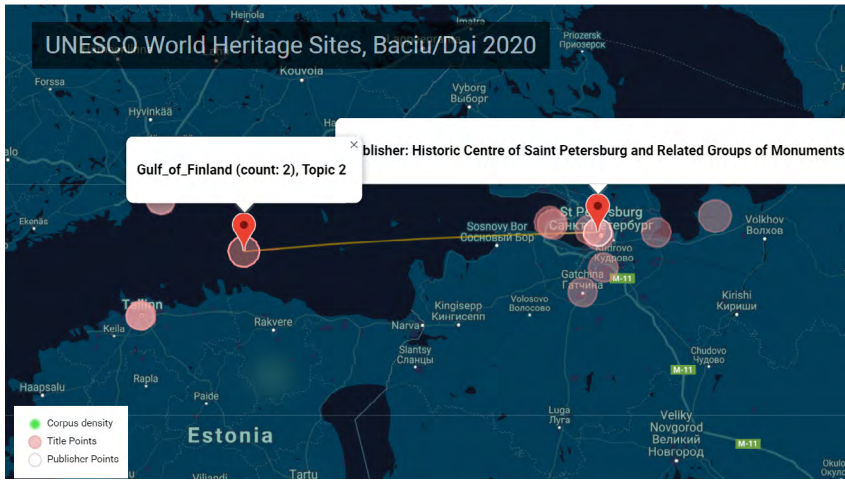 UNESCO World Heritage Sites, Baciu/Dai 2020
Heinola
Imatra
Priozersk
Приозерск
Forssa
Kouvola
Vyborg
Выборг
Hyvinkää
Gulf_of_Finland (count: 2), Topic 2
×
blisher: Historic Centre of Saint Petersburg and Related Groups of Monuments
Ekenäs
St Petersburg
Санкт-Петербург
Sosnovy Bor
Сосновый Бор
Volkhov
Волхов
Kudrovo
Кудрово
Gatchina
Гатчина
M-11
Tallinn
Keila
Rakvere
Narva
Kingisepp
Кингисепп
Volosovo
Волосово
Kirishi
Кириши
Slantsy
Сланцы
Chudovo
Чудово
M-11
Haapsalu
Rapla
Paide
Luga
Луга
Veliky
Novgorod
Великий
Новгород
M-11
Estonia
Corpus density
Title Points
Publisher Points
Viljandi
Tartu